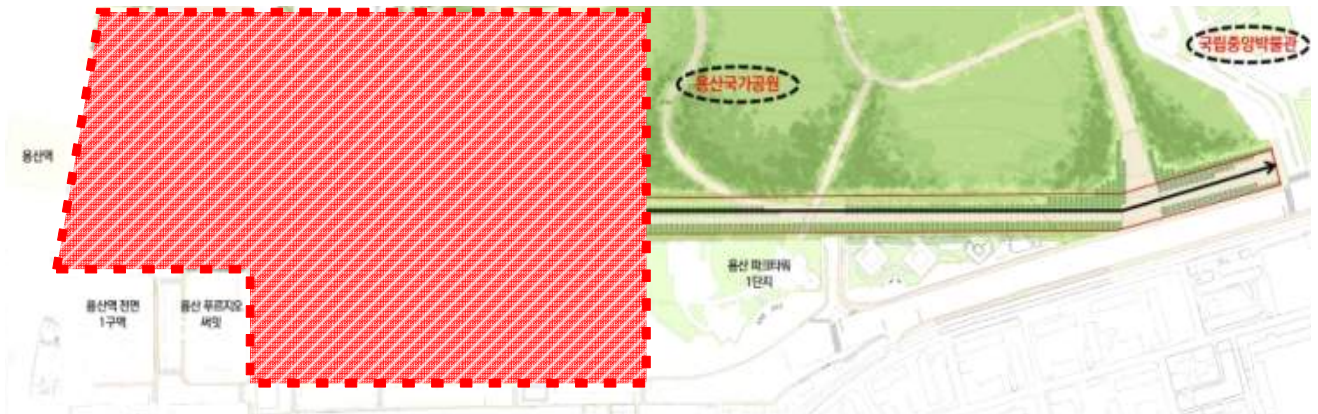 국립중앙박물관
용산국가공원
용산역
용산 파크타워
1단지
용산역 전면
1구역
용산 푸르지오
써밋